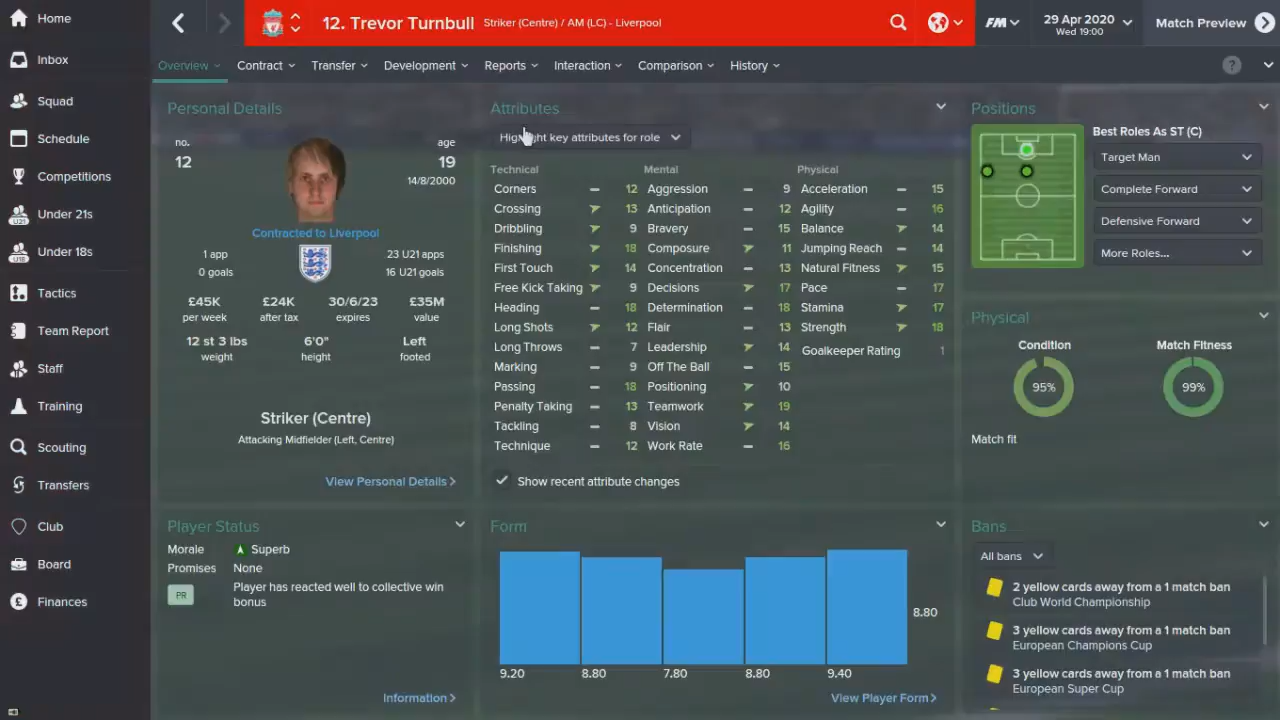 Home
Inbox
Squad
Schedule
Competitions
Under 21s
Under 18s
Tactics
Team Report
Staff
Training
Scouting
Transfers
Club
Board
Finances
12. Trevor Turnbull Striker (Centre) / AM (LC) - Liverpool
FM
29 Apr 2020
Wed 19:00
Match Preview
Overview Contract Transfer Development Reports Interaction Comparison History
?
Personal Details
no.
12
age
19
14/8/2000
Contracted to Liverpool
1 app
0 goals
23 U21 apps
16 U21 goals
£45K
per week
£24K
after tax
30/6/23
expires
£35M
value
12 st 3 lbs
weight
6'0"
height
Left
footed
Striker (Centre)
Attacking Midfielder (Left, Centre)
View Personal Details >
Attributes
Highlight key attributes for role
Technical Mental Physical
Corners 12 Aggression 9 Acceleration 15
Crossing 13 Anticipation 12 Agility 16
Dribbling 9 Bravery 15 Balance 14
Finishing 18 Composure 11 Jumping Reach 14
First Touch 14 Concentration 13 Natural Fitness 15
Free Kick Taking 9 Decisions 17 Pace 17
Heading 18 Determination 18 Stamina 17
Long Shots 12 Flair 13 Strength 18
Long Throws 7 Leadership 14 Goalkeeper Rating 1
Marking 9 Off The Ball 15
Passing 18 Positioning 10
Penalty Taking 13 Teamwork 19
Tackling 8 Vision 14
Technique 12 Work Rate 16
Show recent attribute changes
Positions
Best Roles As ST (C)
Target Man
Complete Forward
Defensive Forward
More Roles...
Physical
Condition
95%
Match Fitness
99%
Match fit
Player Status
Morale Superb
Promises None
PR Player has reacted well to collective win
bonus
Information >
Form
8.80
9.20 8.80 7.80 8.80 9.40
View Player Form >
Bans
All bans
2 yellow cards away from a 1 match ban
Club World Championship
3 yellow cards away from a 1 match ban
European Champions Cup
3 yellow cards away from a 1 match ban
European Super Cup